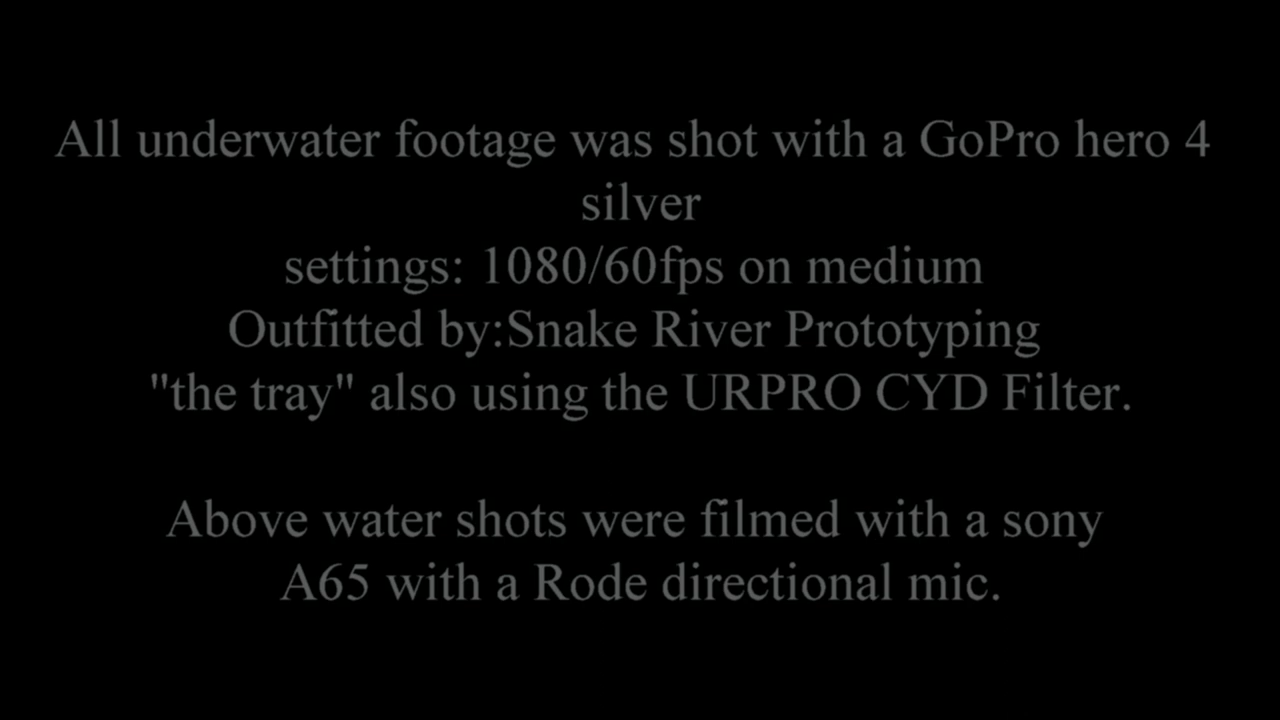 All underwater footage was shot with a GoPro hero 4
silver
settings: 1080/60fps on medium
Outfitted by:Snake River Prototyping
"the tray" also using the URPRO CYD Filter.
Above water shots were filmed with a sony
A65 with a Rode directional mic.